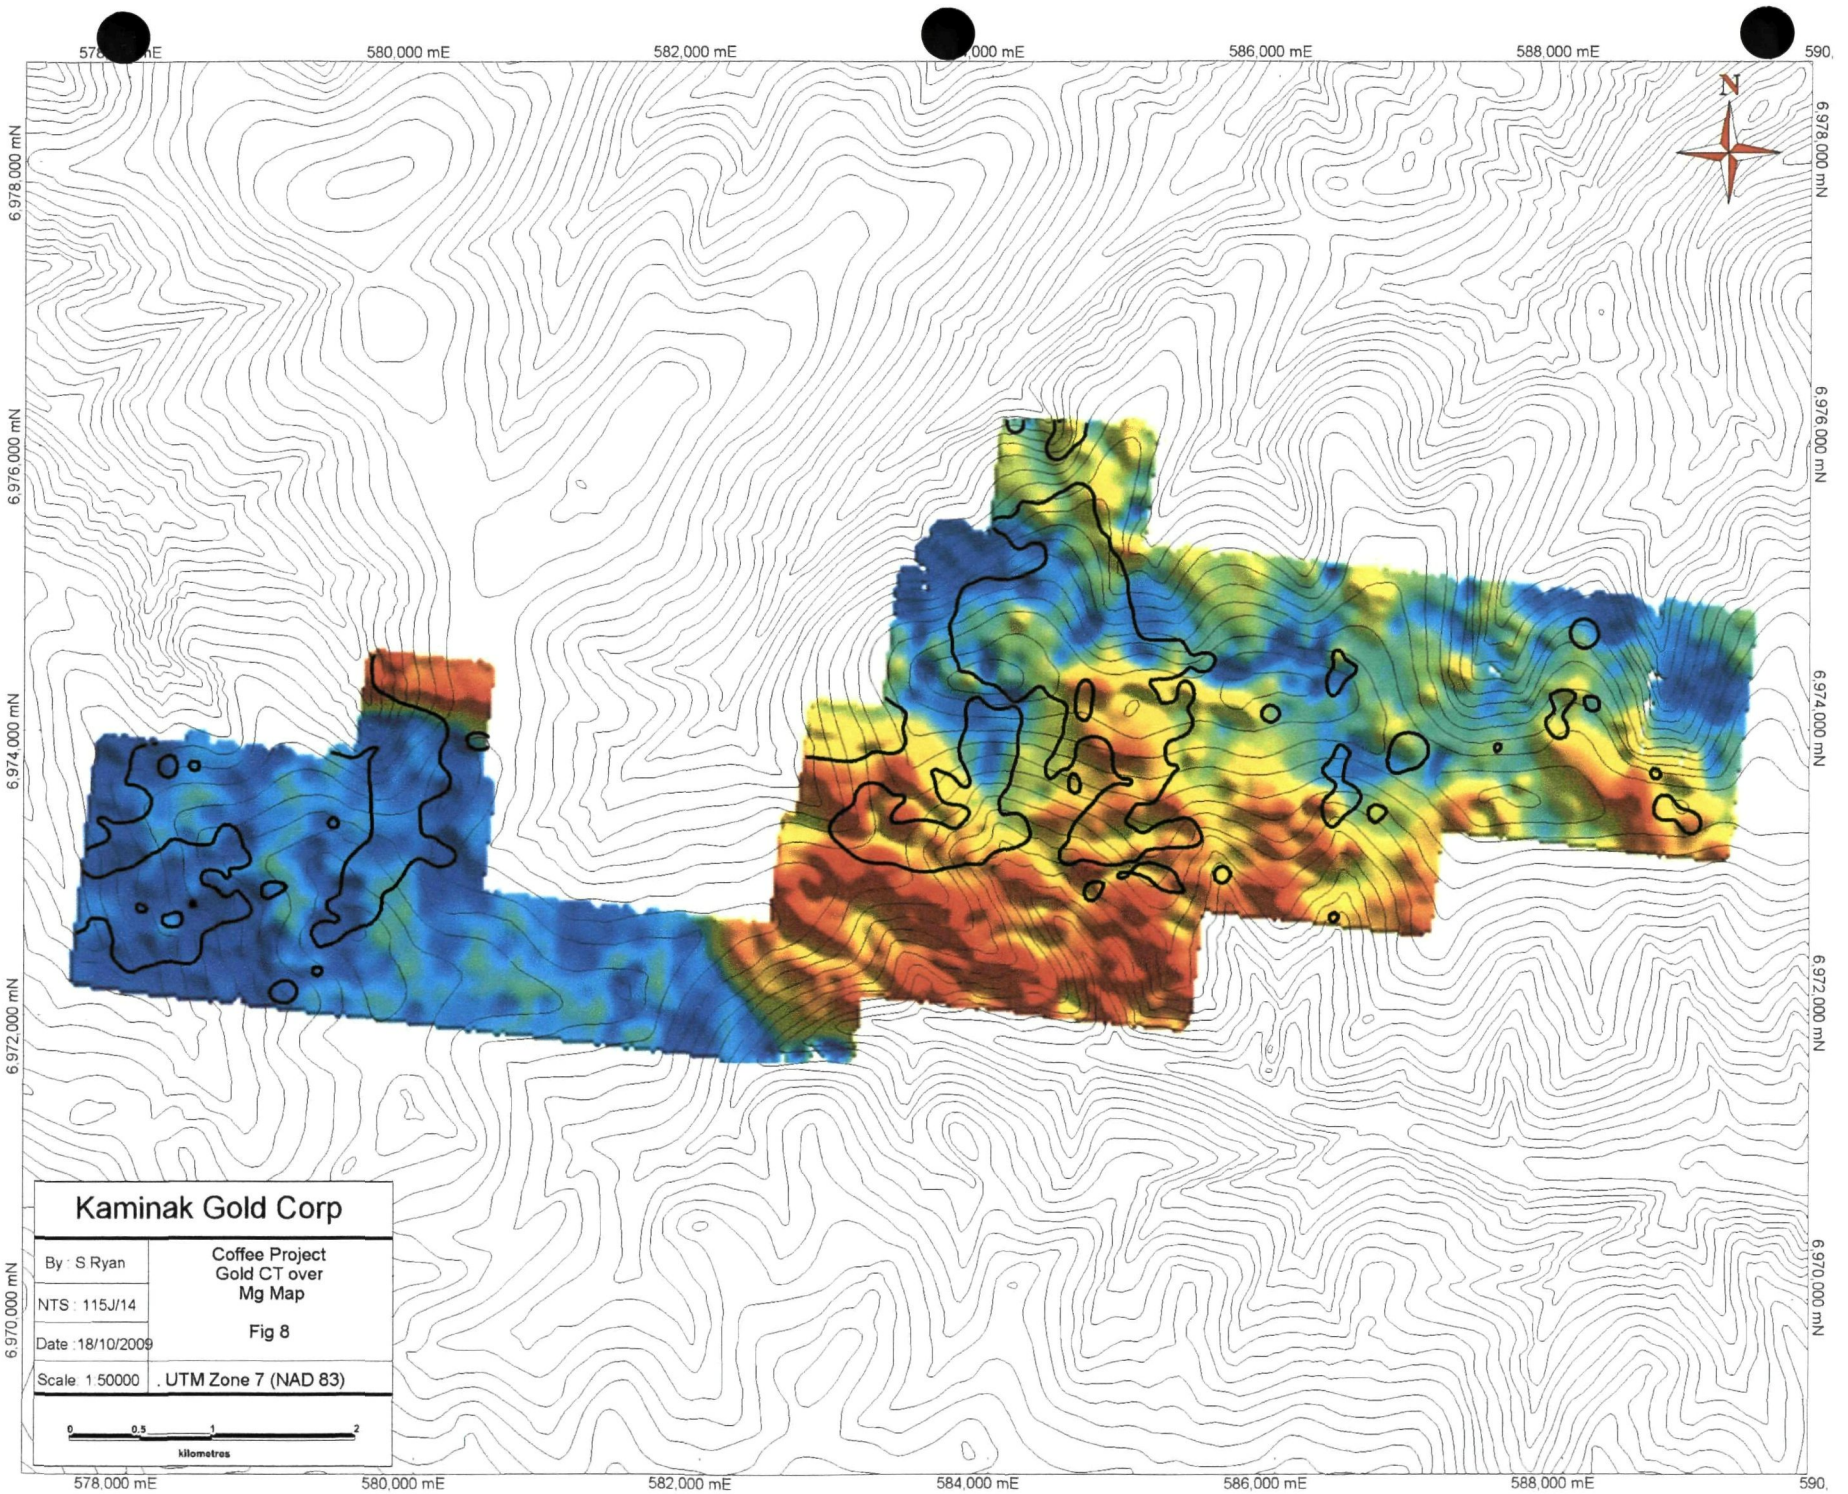 580,000 mE 582,000 mE 586,000 mE 588,000 mE 590,
N
6,978,000 mN 6,978,000 mN
6,976,000 mN 6,976,000 mN
6,974,000 mN 6,974,000 mN
6,972,000 mN 6,972,000 mN
6,970,000 mN 6,970,000 mN
Kaminak Gold Corp
By : S Ryan
NTS : 115J/14
Date : 18/10/2009
Scale: 1:50000
Coffee Project
Gold CT over
Mg Map
Fig 8
. UTM Zone 7 (NAD 83)
0 0.5 1 2
kilometres
578,000 mE 580,000 mE 582,000 mE 584,000 mE 586,000 mE 588,000 mE 590,